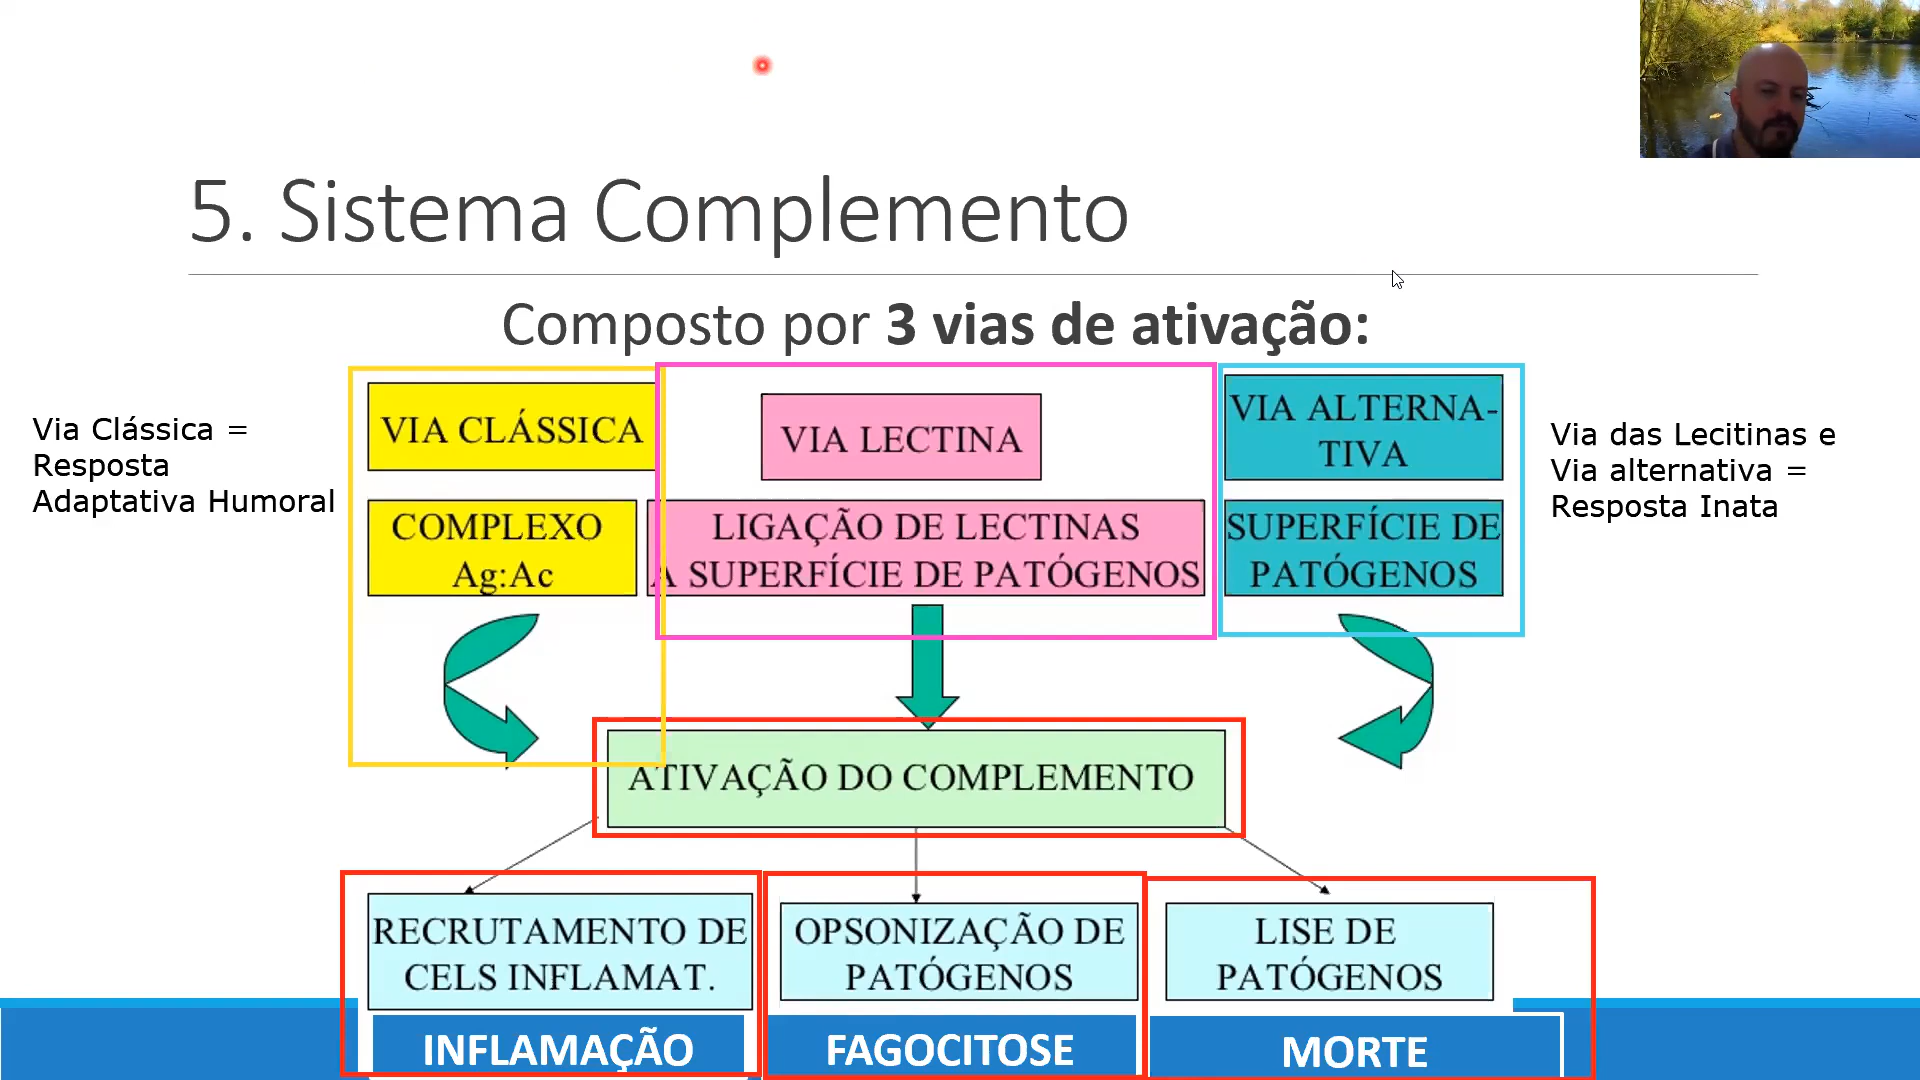 5. Sistema Complemento
Composto por 3 vias de ativação:
Via Clássica =
Resposta
Adaptativa Humoral
VIA CLÁSSICA
COMPLEXO
Ag:Ac
VIA LECTINA
LIGAÇÃO DE LECTINAS
A SUPERFÍCIE DE PATÓGENOS
VIA ALTERNA-
TIVA
SUPERFÍCIE DE
PATÓGENOS
Via das Lecitinas e
Via alternativa =
Resposta Inata
ATIVAÇÃO DO COMPLEMENTO
RECRUTAMENTO DE
CELS INFLAMAT.
INFLAMAÇÃO
OPSONIZAÇÃO DE
PATÓGENOS
FAGOCITOSE
LISE DE
PATÓGENOS
MORTE